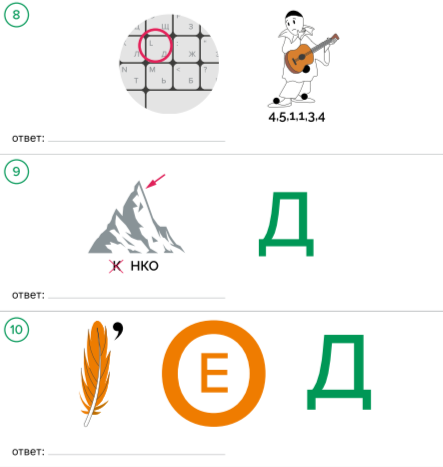 8
Щ З
L
Л Д Ж
N M < ?
Т Ь Б
4,5,1,1,3,4
ответ:
9
К НКО
Д
ответ:
10
,
Е Д
ответ: